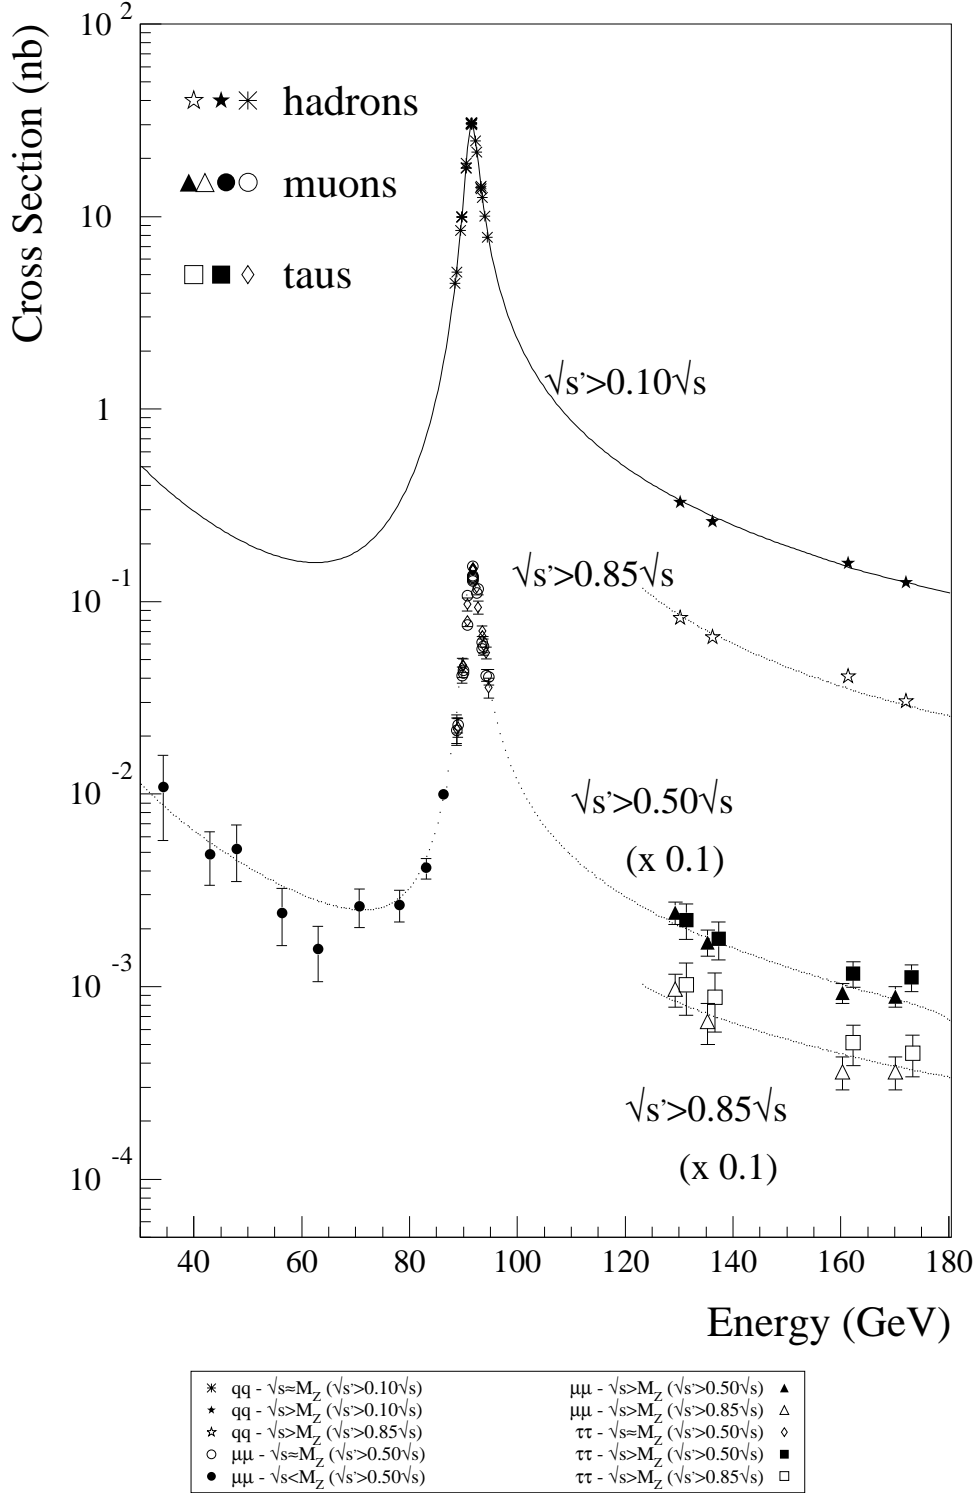 Cross Section (nb)
10 2
10
1
10 -1
10 -2
10 -3
10 -4
hadrons
muons
taus
√s’>0.10√s
√s’>0.85√s
√s’>0.50√s
(x 0.1)
√s’>0.85√s
(x 0.1)
40 60 80 100 120 140 160 180
Energy (GeV)
qq - √s≈MZ (√s’>0.10√s)
qq - √s>MZ (√s’>0.10√s)
qq - √s>MZ (√s’>0.85√s)
μμ - √s≈MZ (√s’>0.50√s)
μμ - √s<MZ (√s’>0.50√s)
μμ - √s>MZ (√s’>0.50√s)
μμ - √s>MZ (√s’>0.85√s)
ττ - √s≈MZ (√s’>0.50√s)
ττ - √s>MZ (√s’>0.50√s)
ττ - √s>MZ (√s’>0.85√s)